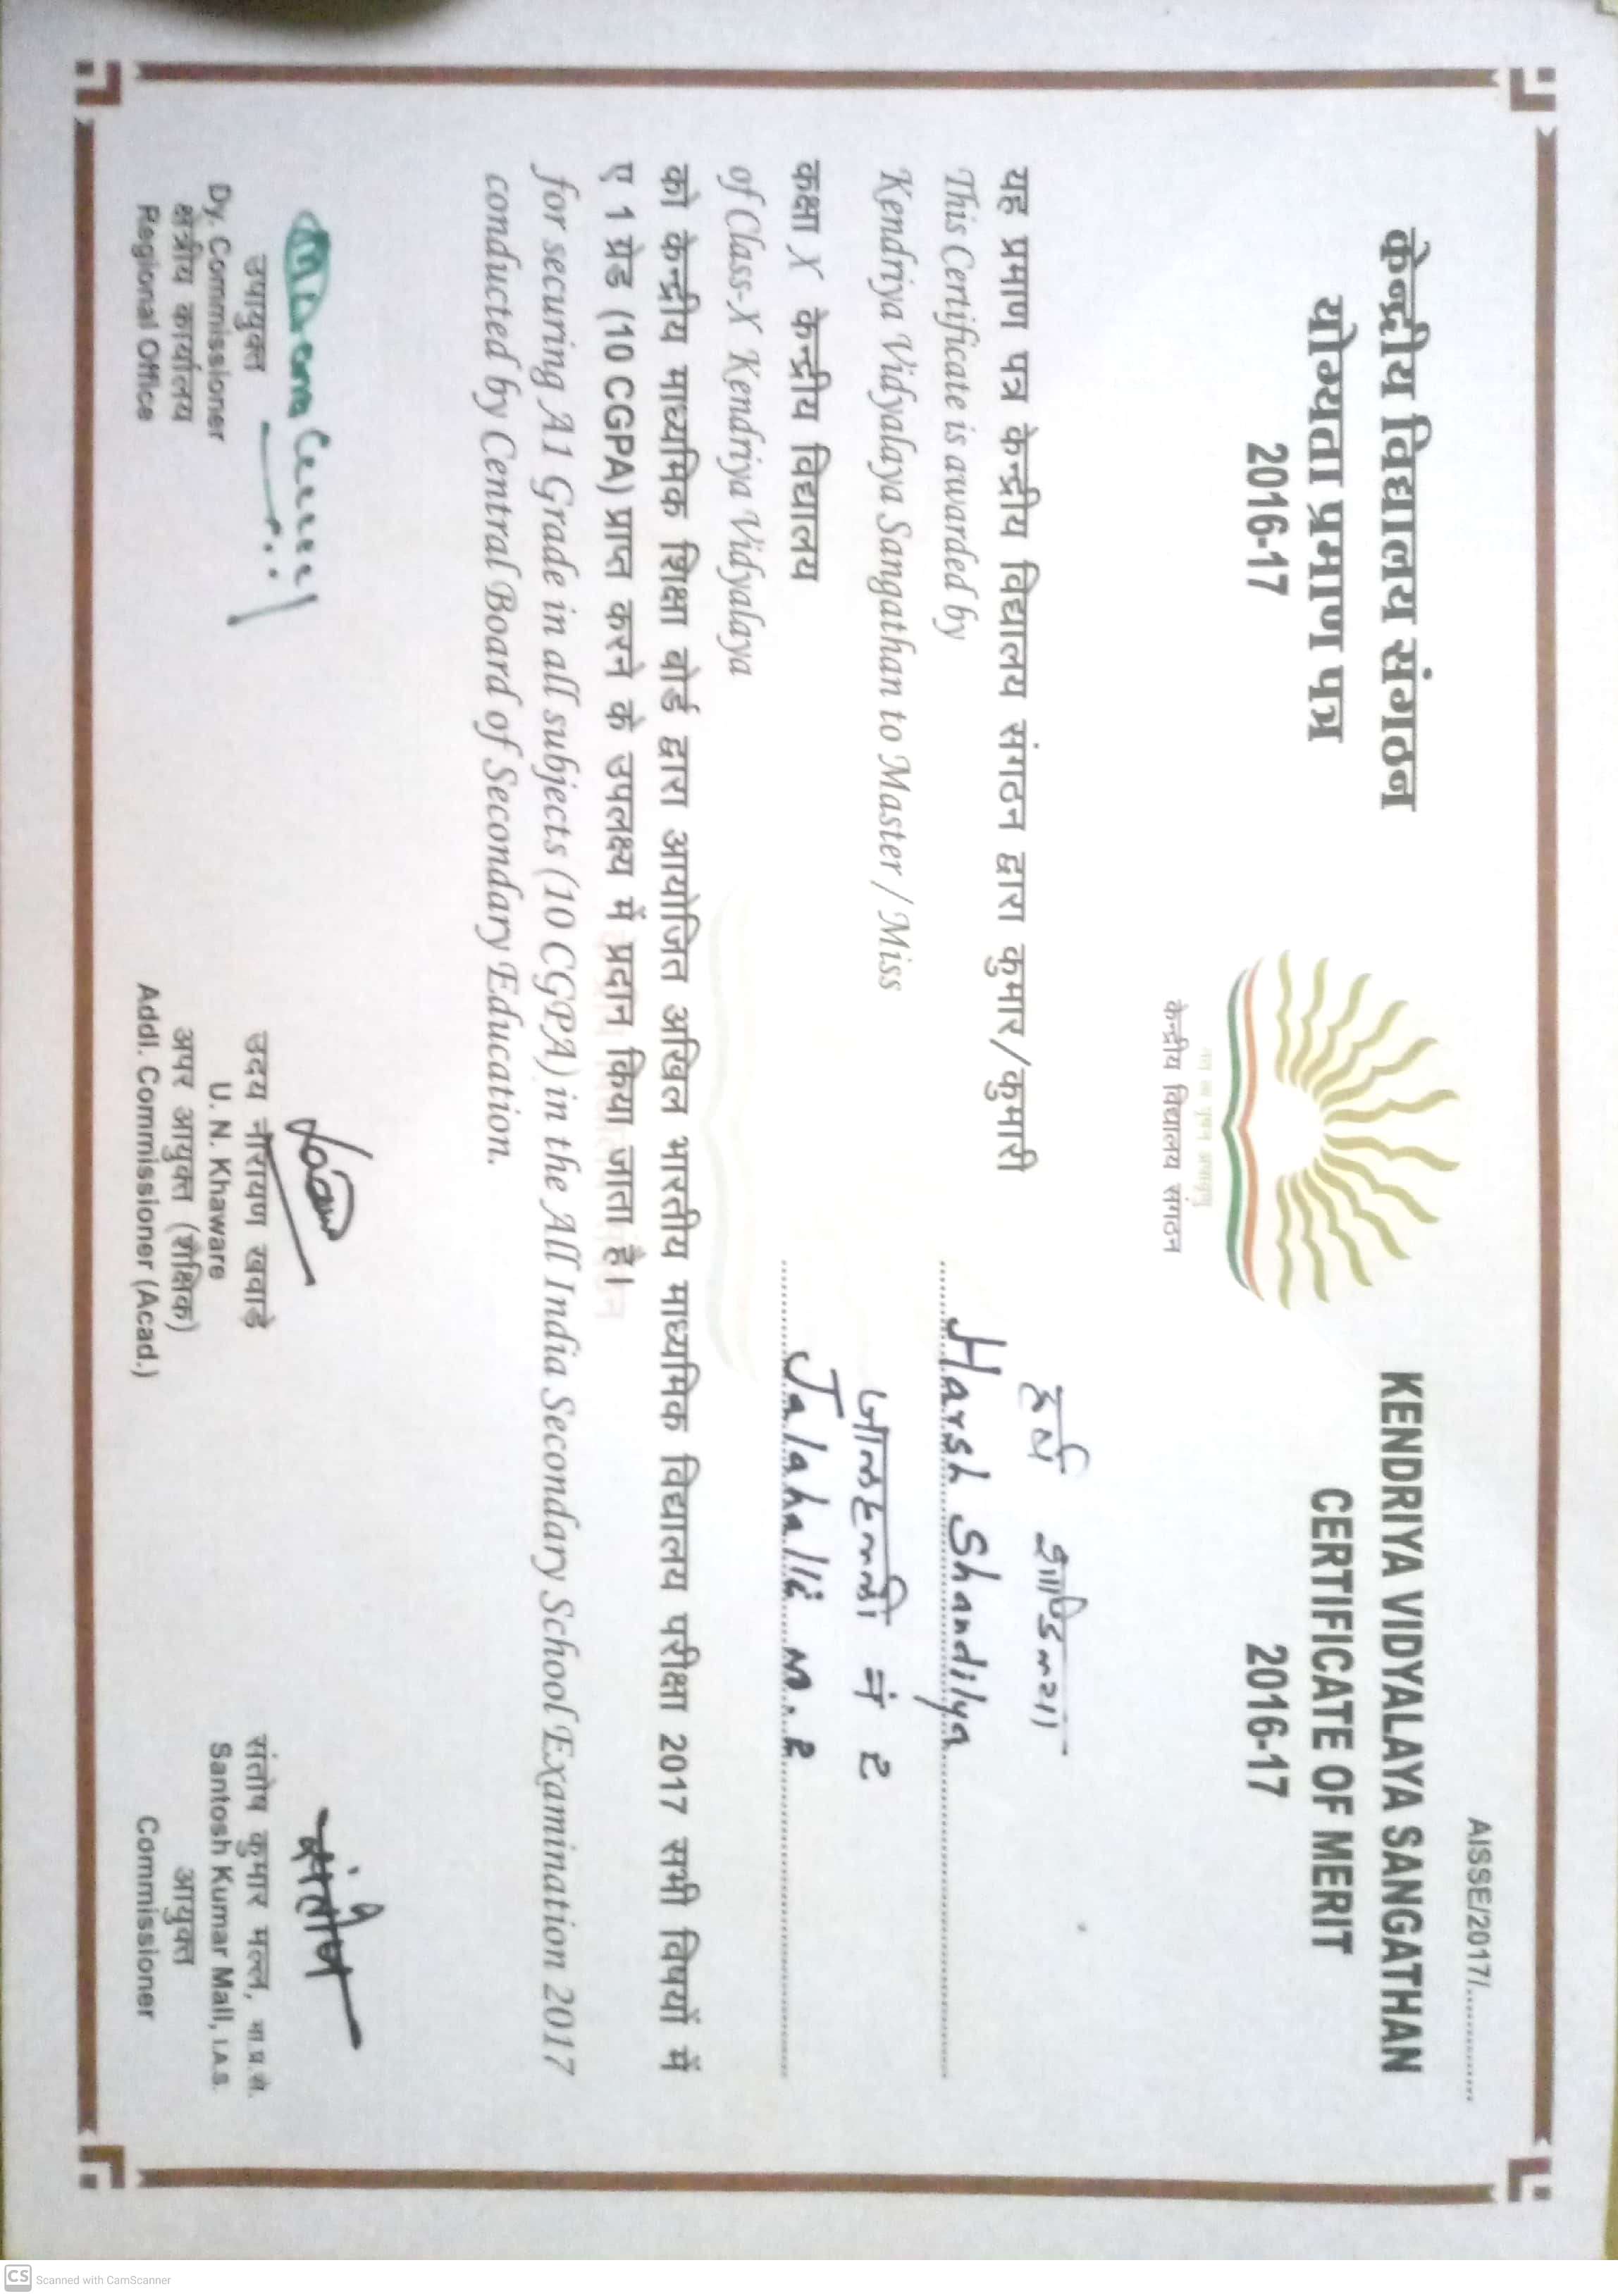 AISSE/2017/..............
केन्द्रीय विद्यालय संगठन
योग्यता प्रमाण पत्र
2016-17
KENDRIYA VIDYALAYA SANGATHAN
CERTIFICATE OF MERIT
2016-17
केन्द्रीय विद्यालय संगठन
यह प्रमाण पत्र केन्द्रीय विद्यालय संगठन द्वारा कुमार/कुमारी
हर्ष शाण्डिल्या
This Certificate is awarded by
Harsh Shandilya
Kendriya Vidyalaya Sangathan to Master / Miss
जालहल्ली नं 2
कक्षा X केन्द्रीय विद्यालय
Jalahalli no. 2
of Class-X Kendriya Vidyalaya
को केन्द्रीय माध्यमिक शिक्षा बोर्ड द्वारा आयोजित अखिल भारतीय माध्यमिक विद्यालय परीक्षा 2017 सभी विषयों में
ए 1 ग्रेड (10 CGPA) प्राप्त करने के उपलक्ष्य में प्रदान किया जाता है।
for securing A1 Grade in all subjects (10 CGPA) in the All India Secondary School Examination 2017
conducted by Central Board of Secondary Education.
उपायुक्त
Dy. Commissioner
क्षेत्रीय कार्यालय
Regional Office
उदय नारायण खवाड़े
U. N. Khaware
अपर आयुक्त (शैक्षिक)
Addl. Commissioner (Acad.)
संतोष
संतोष कुमार मल्ल, भा.प्र.से.
Santosh Kumar Mall, I.A.S.
आयुक्त
Commissioner
CS Scanned with CamScanner